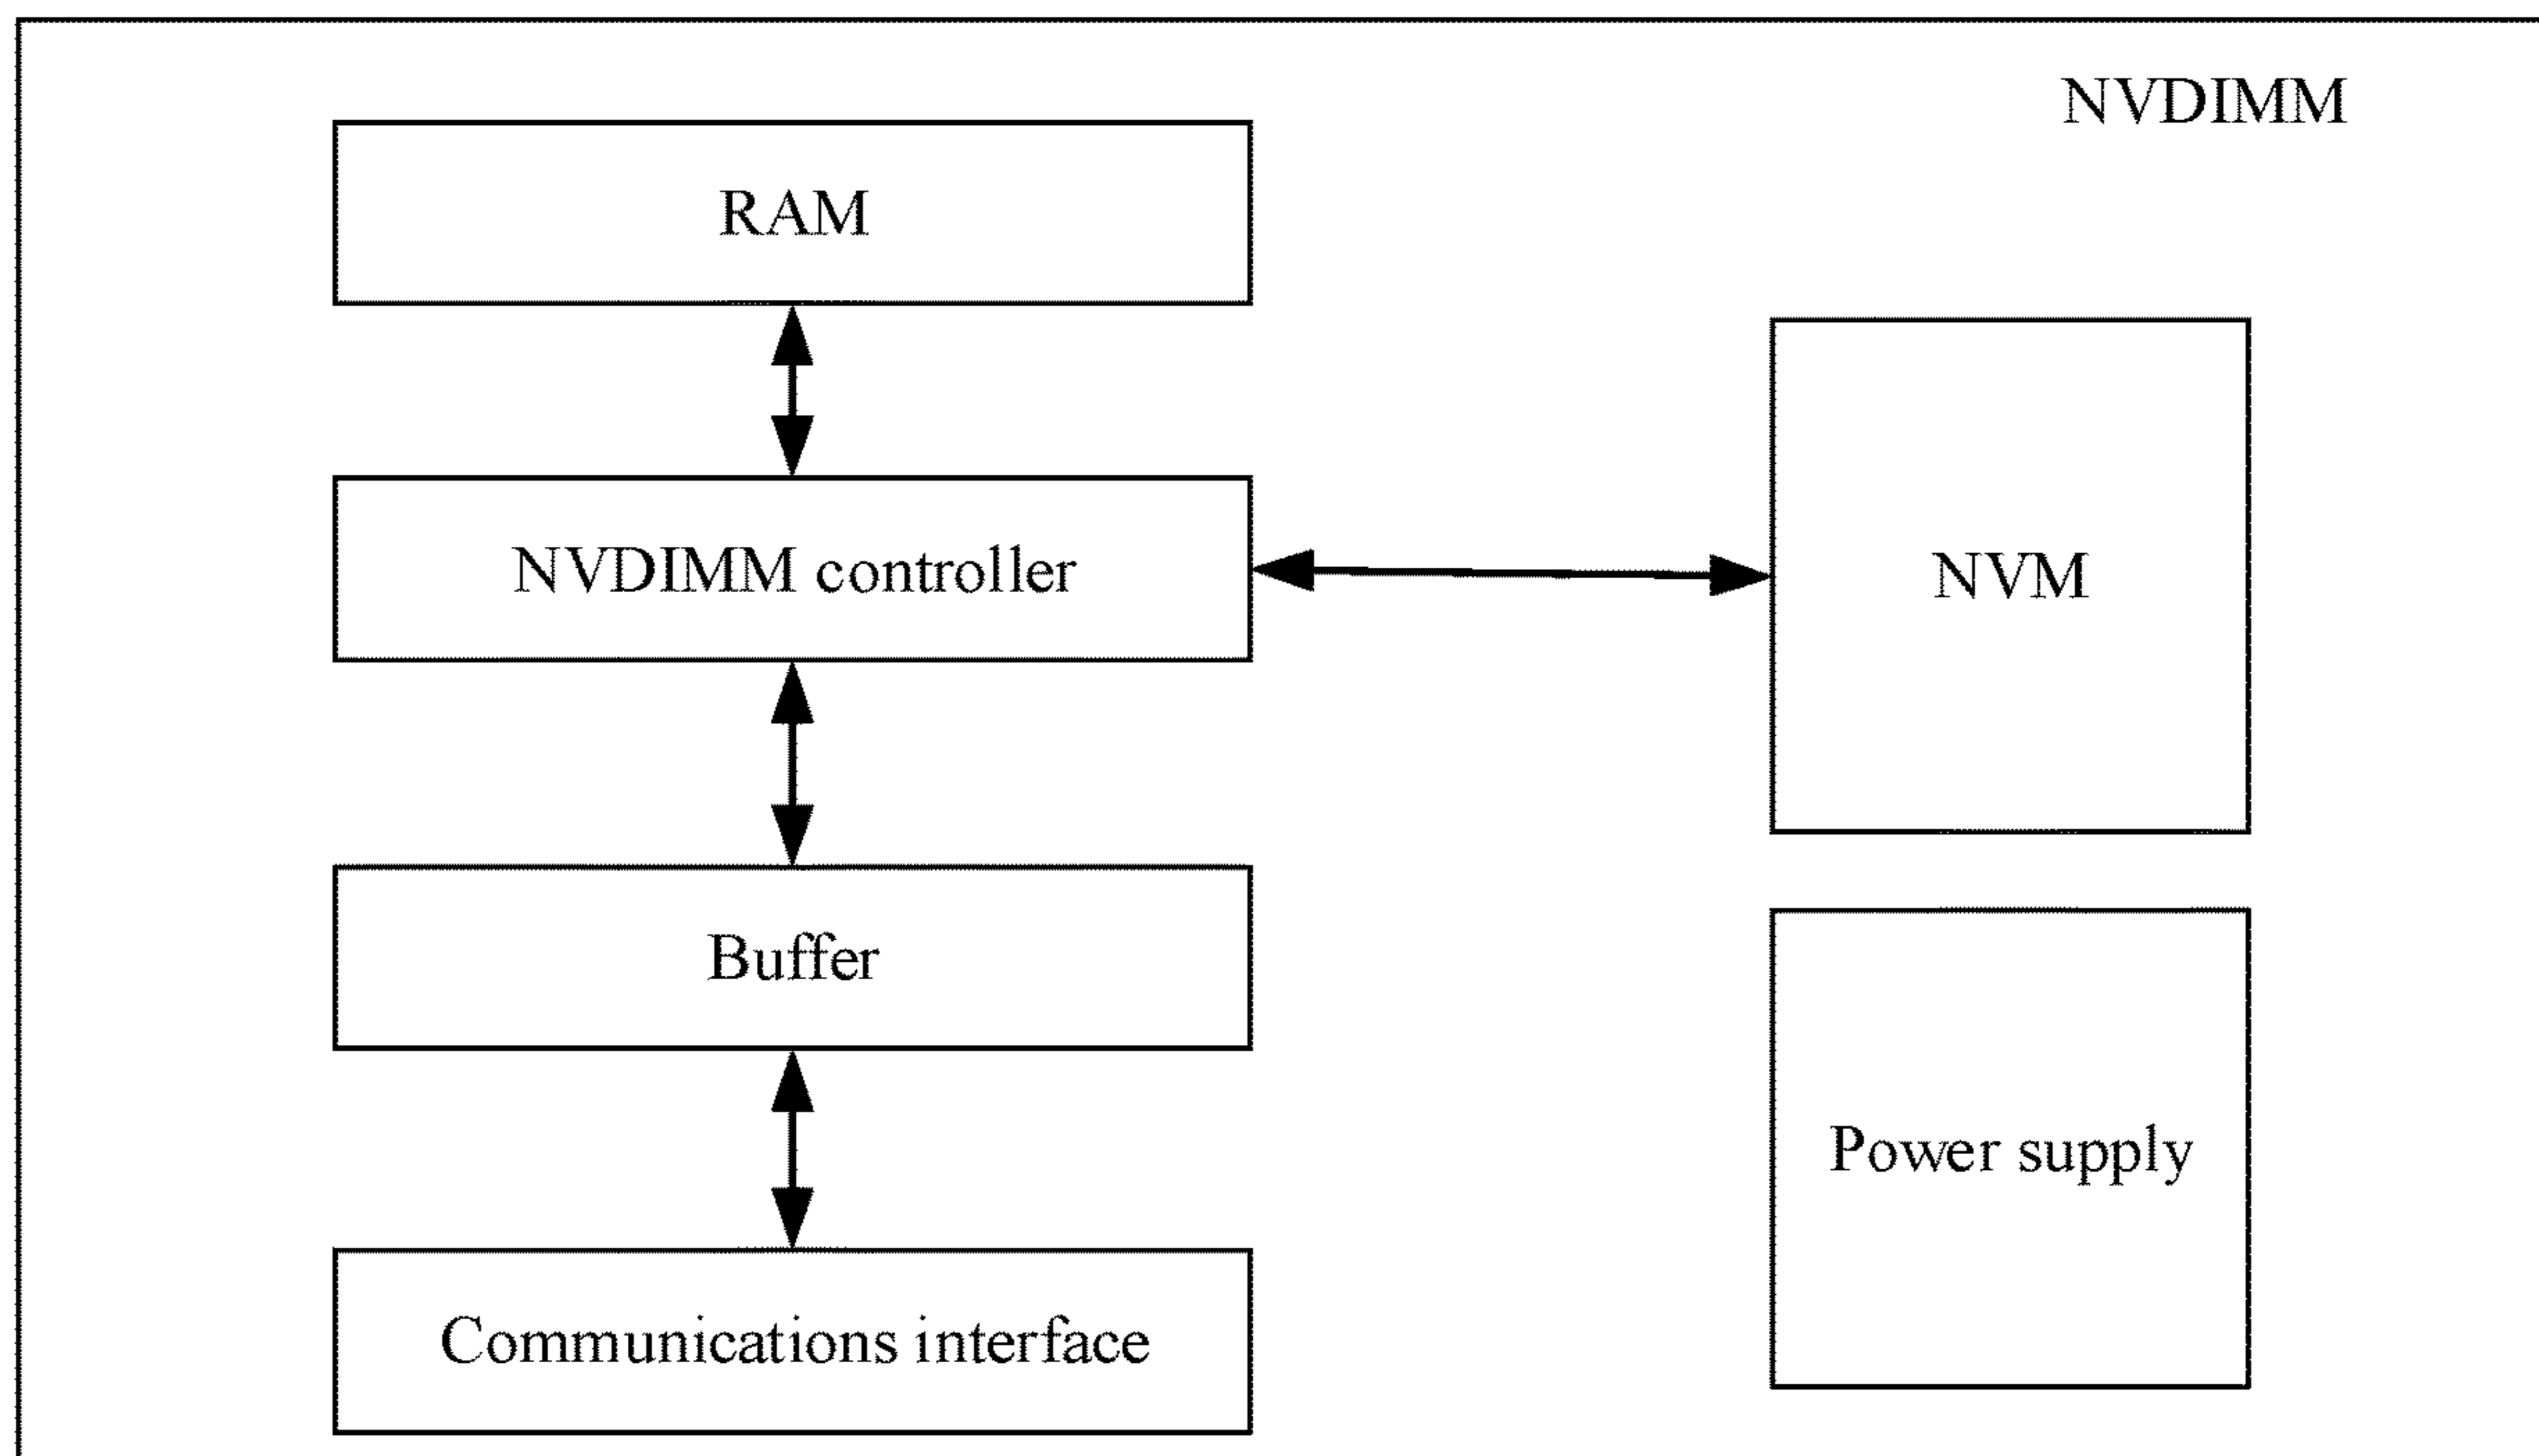 NVDIMM
RAM
NVDIMM controller
NVM
Buffer
Power supply
Communications interface